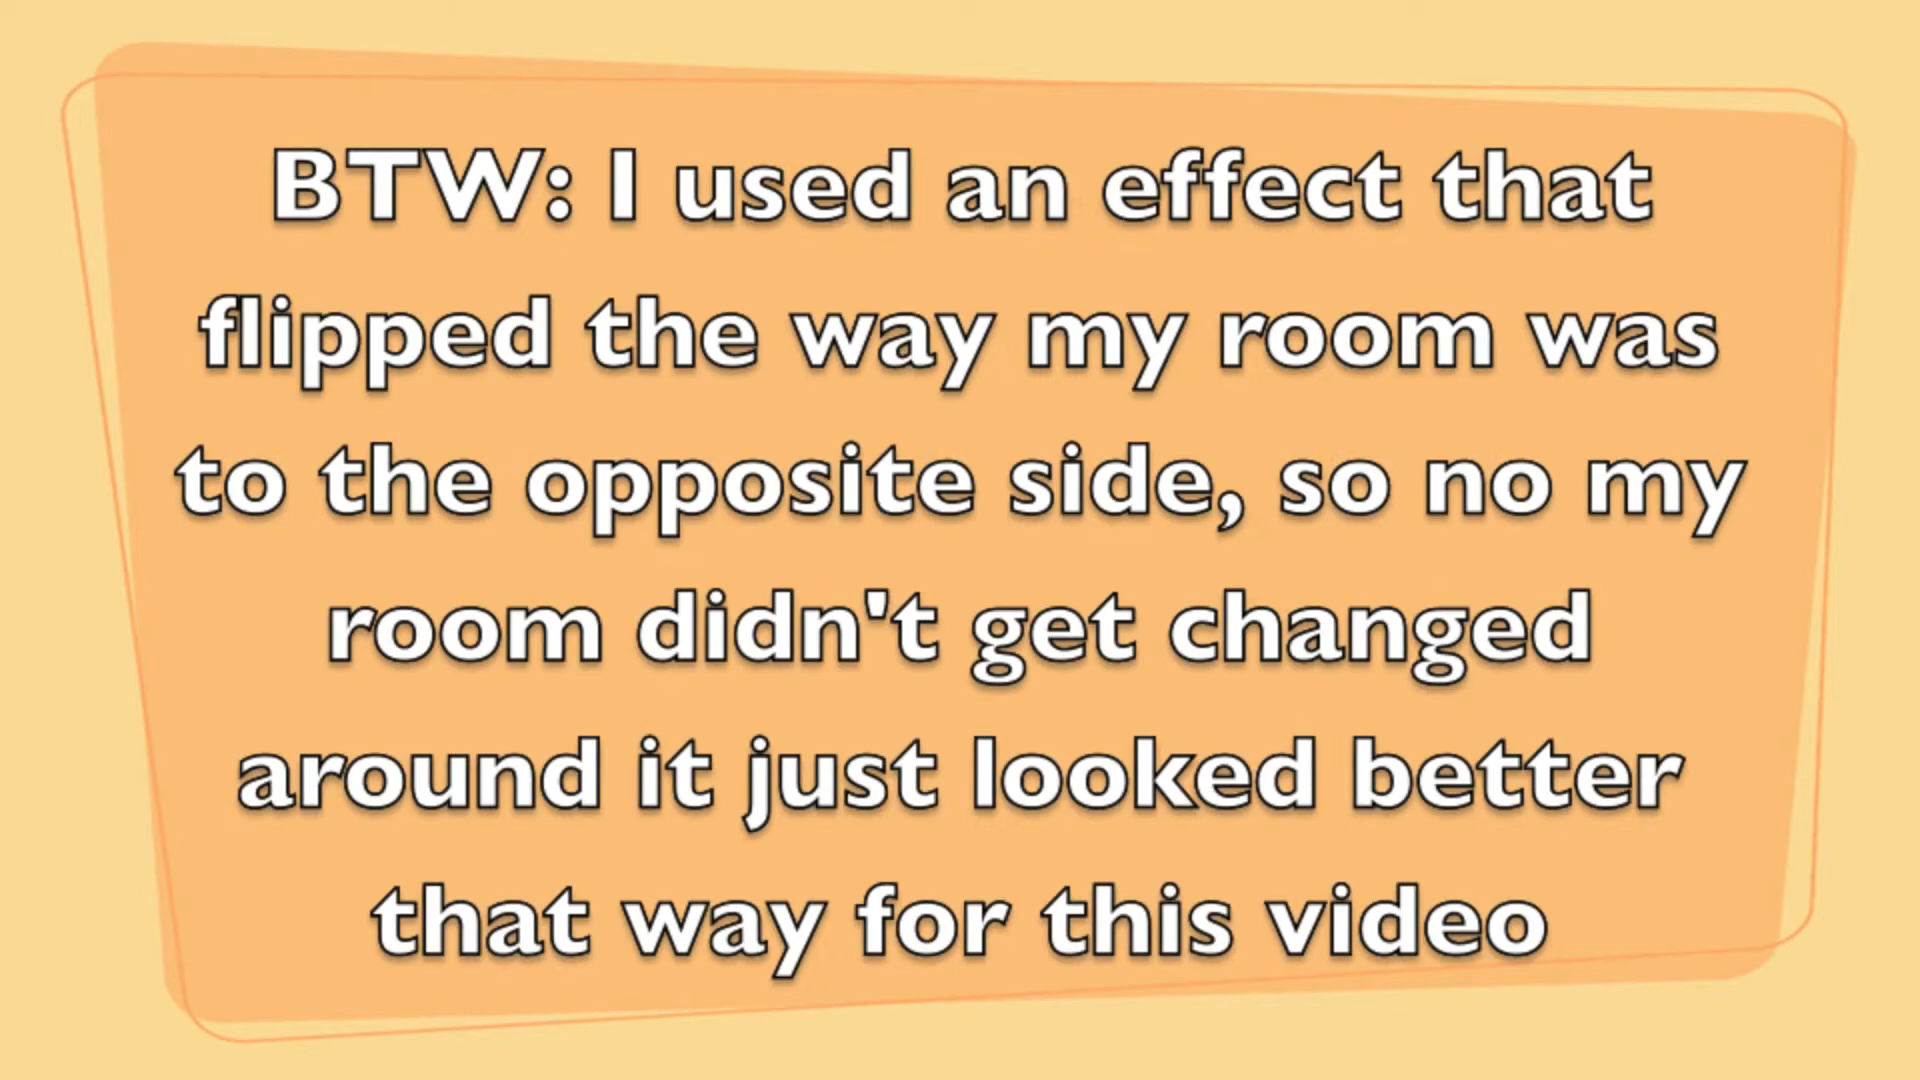 BTW: I used an effect that
flipped the way my room was
to the opposite side, so no my
room didn't get changed
around it just looked better
that way for this video